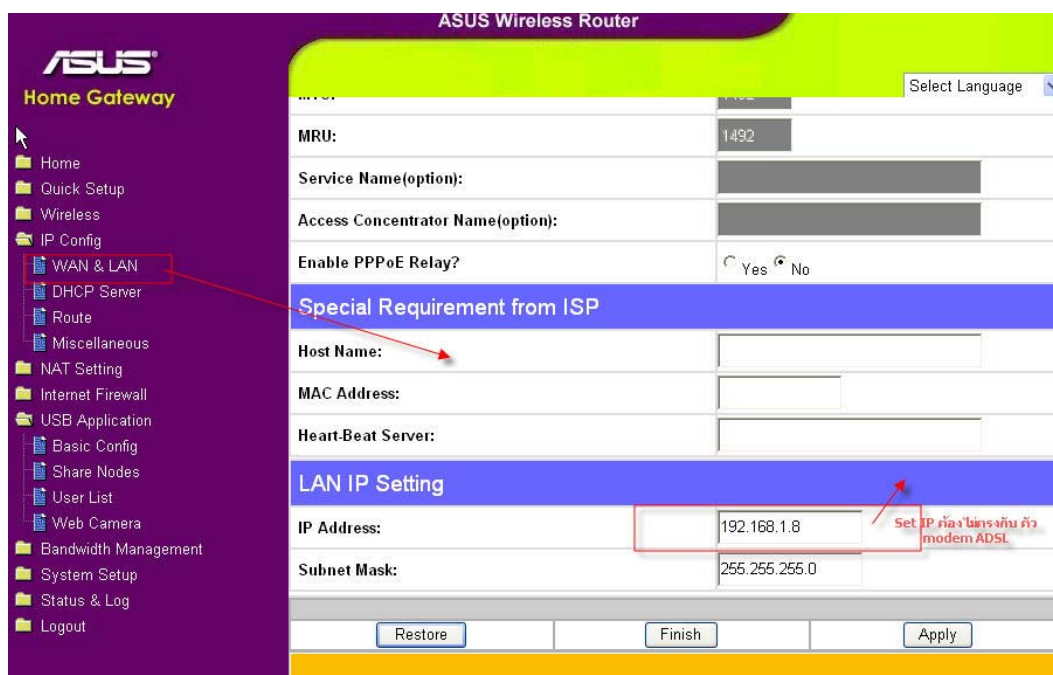 ASUS Wireless Router
ASUS
Home Gateway
Select Language
Home
Quick Setup
Wireless
IP Config
WAN & LAN
DHCP Server
Route
Miscellaneous
NAT Setting
Internet Firewall
USB Application
Basic Config
Share Nodes
User List
Web Camera
Bandwidth Management
System Setup
Status & Log
Logout
MRU: 1492
Service Name(option):
Access Concentrator Name(option):
Enable PPPoE Relay? Yes No
Special Requirement from ISP
Host Name:
MAC Address:
Heart-Beat Server:
LAN IP Setting
IP Address: 192.168.1.8
Set IP ต้องไม่ตรงกับ ตัว
modem ADSL
Subnet Mask: 255.255.255.0
Restore Finish Apply